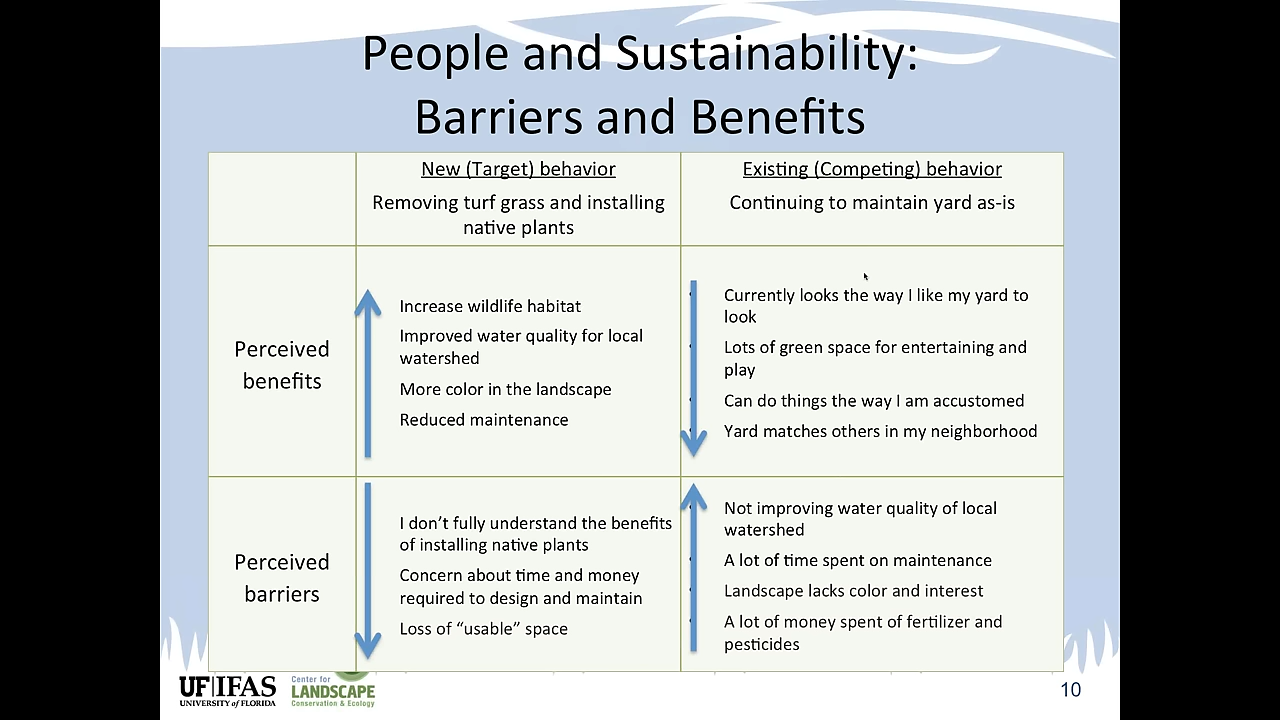 People and Sustainability:
Barriers and Benefits
New (Target) behavior
Removing turf grass and installing
native plants
Existing (Competing) behavior
Continuing to maintain yard as-is
Perceived
benefits
Increase wildlife habitat
Improved water quality for local
watershed
More color in the landscape
Reduced maintenance
Currently looks the way I like my yard to
look
Lots of green space for entertaining and
play
Can do things the way I am accustomed
Yard matches others in my neighborhood
Perceived
barriers
I don’t fully understand the benefits
of installing native plants
Concern about time and money
required to design and maintain
Loss of “usable” space
Not improving water quality of local
watershed
A lot of time spent on maintenance
Landscape lacks color and interest
A lot of money spent of fertilizer and
pesticides
UF|IFAS
UNIVERSITY of FLORIDA
Center for
LANDSCAPE
Conservation & Ecology
10